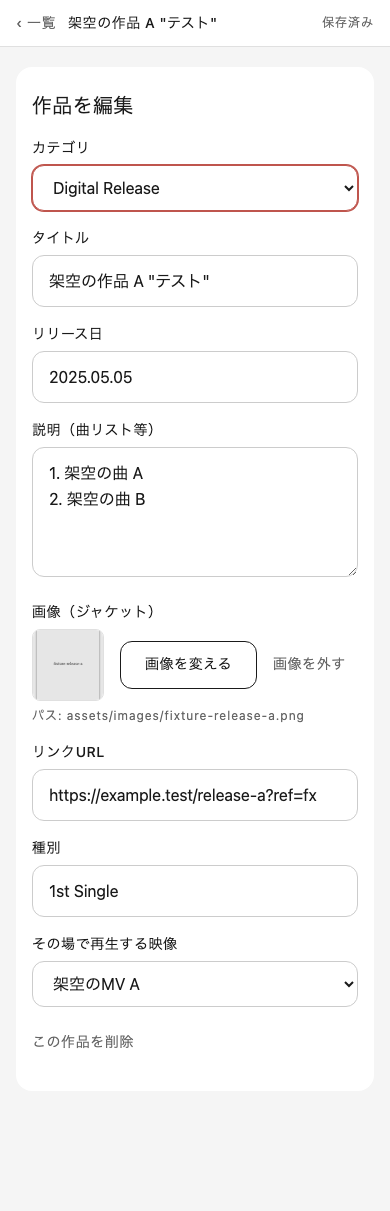 ‹ 一覧 架空の作品 A "テスト" 保存済み
作品を編集
カテゴリ
Digital Release
タイトル
架空の作品 A "テスト"
リリース日
2025.05.05
説明（曲リスト等）
1. 架空の曲 A
2. 架空の曲 B
画像（ジャケット）
fixture-release-a
画像を変える 画像を外す
パス: assets/images/fixture-release-a.png
リンクURL
https://example.test/release-a?ref=fx
種別
1st Single
その場で再生する映像
架空のMV A
この作品を削除